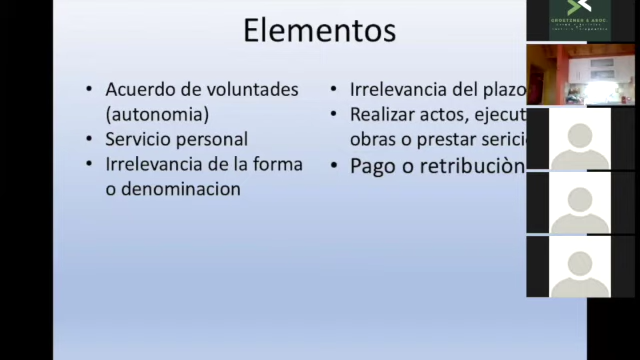 Elementos
• Acuerdo de voluntades
(autonomia)
• Servicio personal
• Irrelevancia de la forma
o denominacion
• Irrelevancia del plazo
• Realizar actos, ejecut
obras o prestar serici
• Pago o retribuciòn